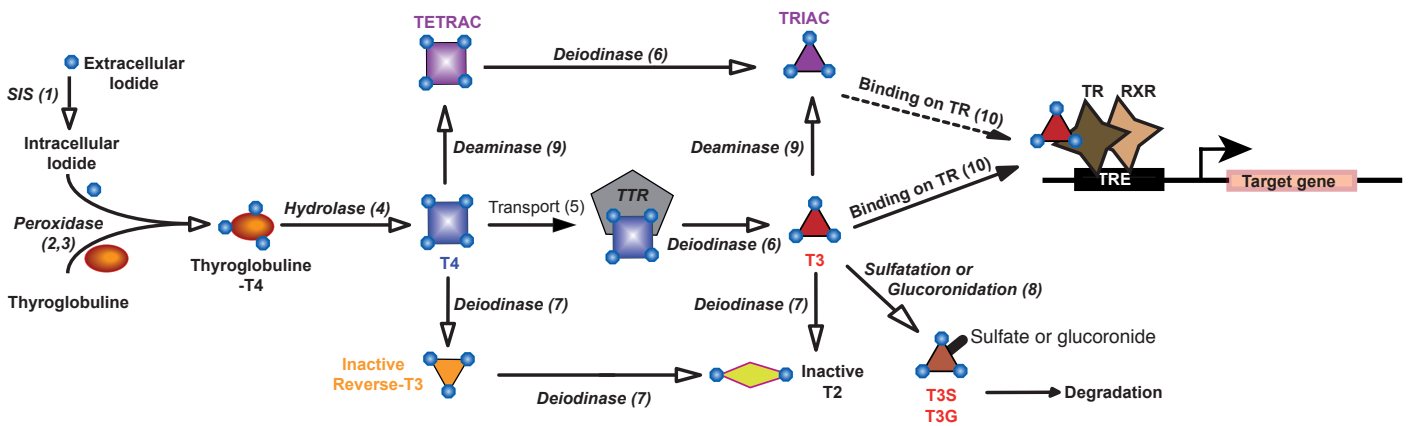 TETRAC
TRIAC
Extracellular
Iodide
Deiodinase (6)
SIS (1)
Binding on TR (10)
TR
RXR
Intracellular
Iodide
Deaminase (9)
Deaminase (9)
Peroxidase
(2,3)
Hydrolase (4)
Transport (5)
TTR
Binding on TR (10)
TRE
Target gene
Deiodinase (6)
Thyroglobuline
-T4
T4
T3
Thyroglobuline
Sulfatation or
Glucoronidation (8)
Deiodinase (7)
Deiodinase (7)
Sulfate or glucoronide
Inactive
Reverse-T3
Inactive
T2
Deiodinase (7)
T3S
T3G
Degradation